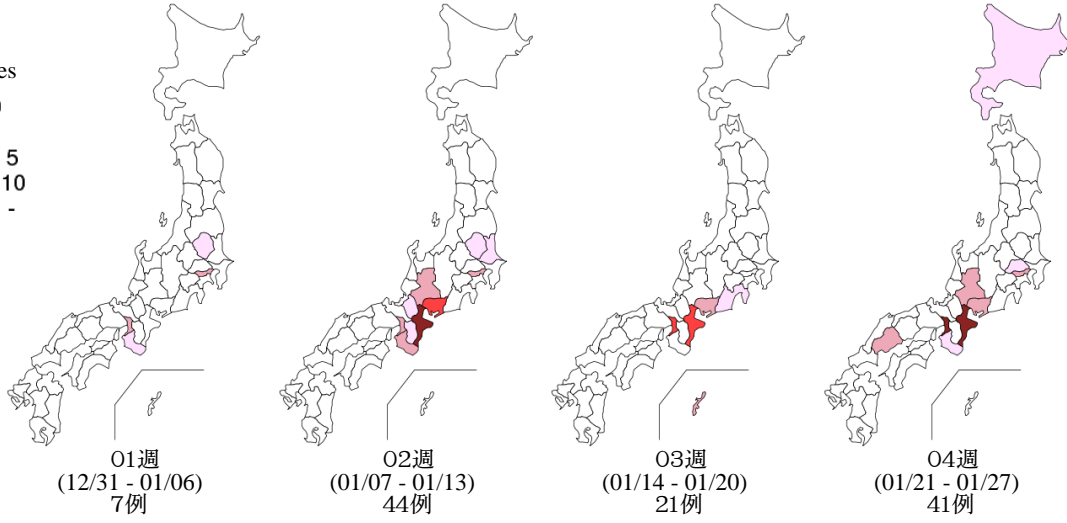 es
5
10
-
01週
(12/31 - 01/06)
7例
02週
(01/07 - 01/13)
44例
03週
(01/14 - 01/20)
21例
04週
(01/21 - 01/27)
41例